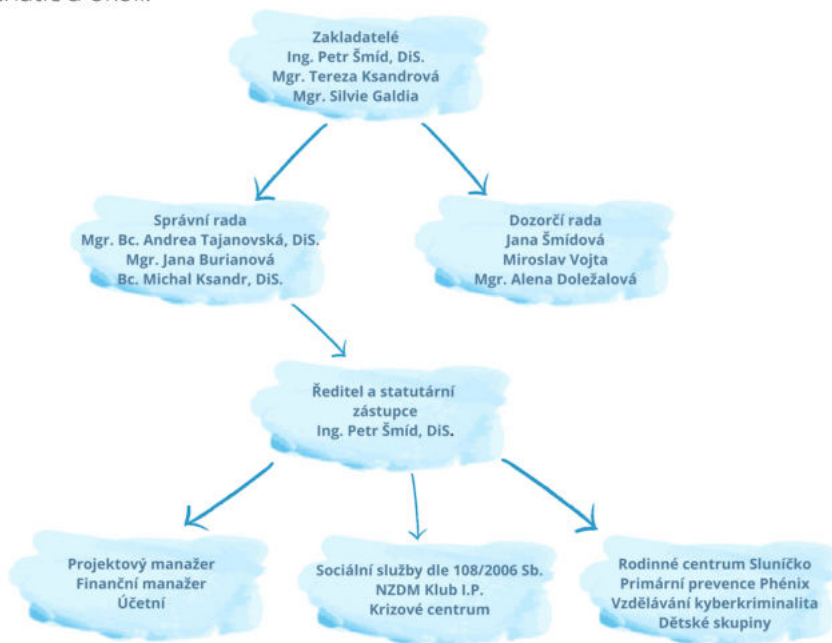 Zakladatelé
Ing. Petr Šmíd, DiS.
Mgr. Tereza Ksandrová
Mgr. Silvie Galdia
Správní rada
Mgr. Bc. Andrea Tajanovská, DiS.
Mgr. Jana Burianová
Bc. Michal Ksandr, DiS.
Dozorčí rada
Jana Šmídová
Miroslav Vojta
Mgr. Alena Doležalová
Ředitel a statutární
zástupce
Ing. Petr Šmíd, DiS.
Projektový manažer
Finanční manažer
Účetní
Sociální služby dle 108/2006 Sb.
NZDM Klub I.P.
Krizové centrum
Rodinné centrum Sluníčko
Primární prevence Phénix
Vzdělávání kyberkriminalita
Dětské skupiny